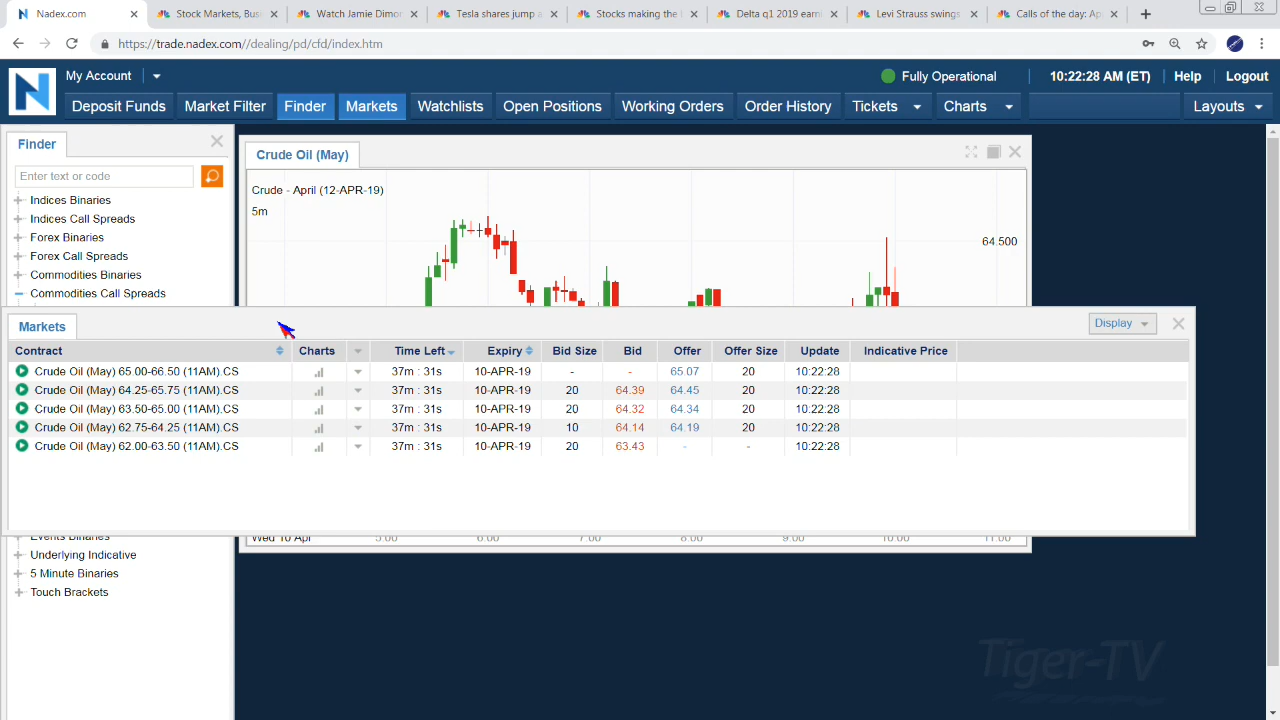 Nadex.com
Stock Markets, Busi
Watch Jamie Dimon
Tesla shares jump a
Stocks making the b
Delta q1 2019 earni
Levi Strauss swings
Calls of the day: Ap
https://trade.nadex.com//dealing/pd/cfd/index.htm
My Account
Fully Operational
10:22:28 AM (ET)
Help
Logout
Deposit Funds
Market Filter
Finder
Markets
Watchlists
Open Positions
Working Orders
Order History
Tickets
Charts
Layouts
Finder
Enter text or code
Indices Binaries
Indices Call Spreads
Forex Binaries
Forex Call Spreads
Commodities Binaries
Commodities Call Spreads
Crude Oil (May)
Crude - April (12-APR-19)
5m
64.500
Markets
Display
Contract Charts Time Left Expiry Bid Size Bid Offer Offer Size Update Indicative Price
Crude Oil (May) 65.00-66.50 (11AM).CS 37m : 31s 10-APR-19 - - 65.07 20 10:22:28
Crude Oil (May) 64.25-65.75 (11AM).CS 37m : 31s 10-APR-19 20 64.39 64.45 20 10:22:28
Crude Oil (May) 63.50-65.00 (11AM).CS 37m : 31s 10-APR-19 20 64.32 64.34 20 10:22:28
Crude Oil (May) 62.75-64.25 (11AM).CS 37m : 31s 10-APR-19 10 64.14 64.19 20 10:22:28
Crude Oil (May) 62.00-63.50 (11AM).CS 37m : 31s 10-APR-19 20 63.43 - - 10:22:28
Events Binaries
Underlying Indicative
5 Minute Binaries
Touch Brackets
Wed 10 Apr 5:00 6:00 7:00 8:00 9:00 10:00 11:00
Tiger-TV